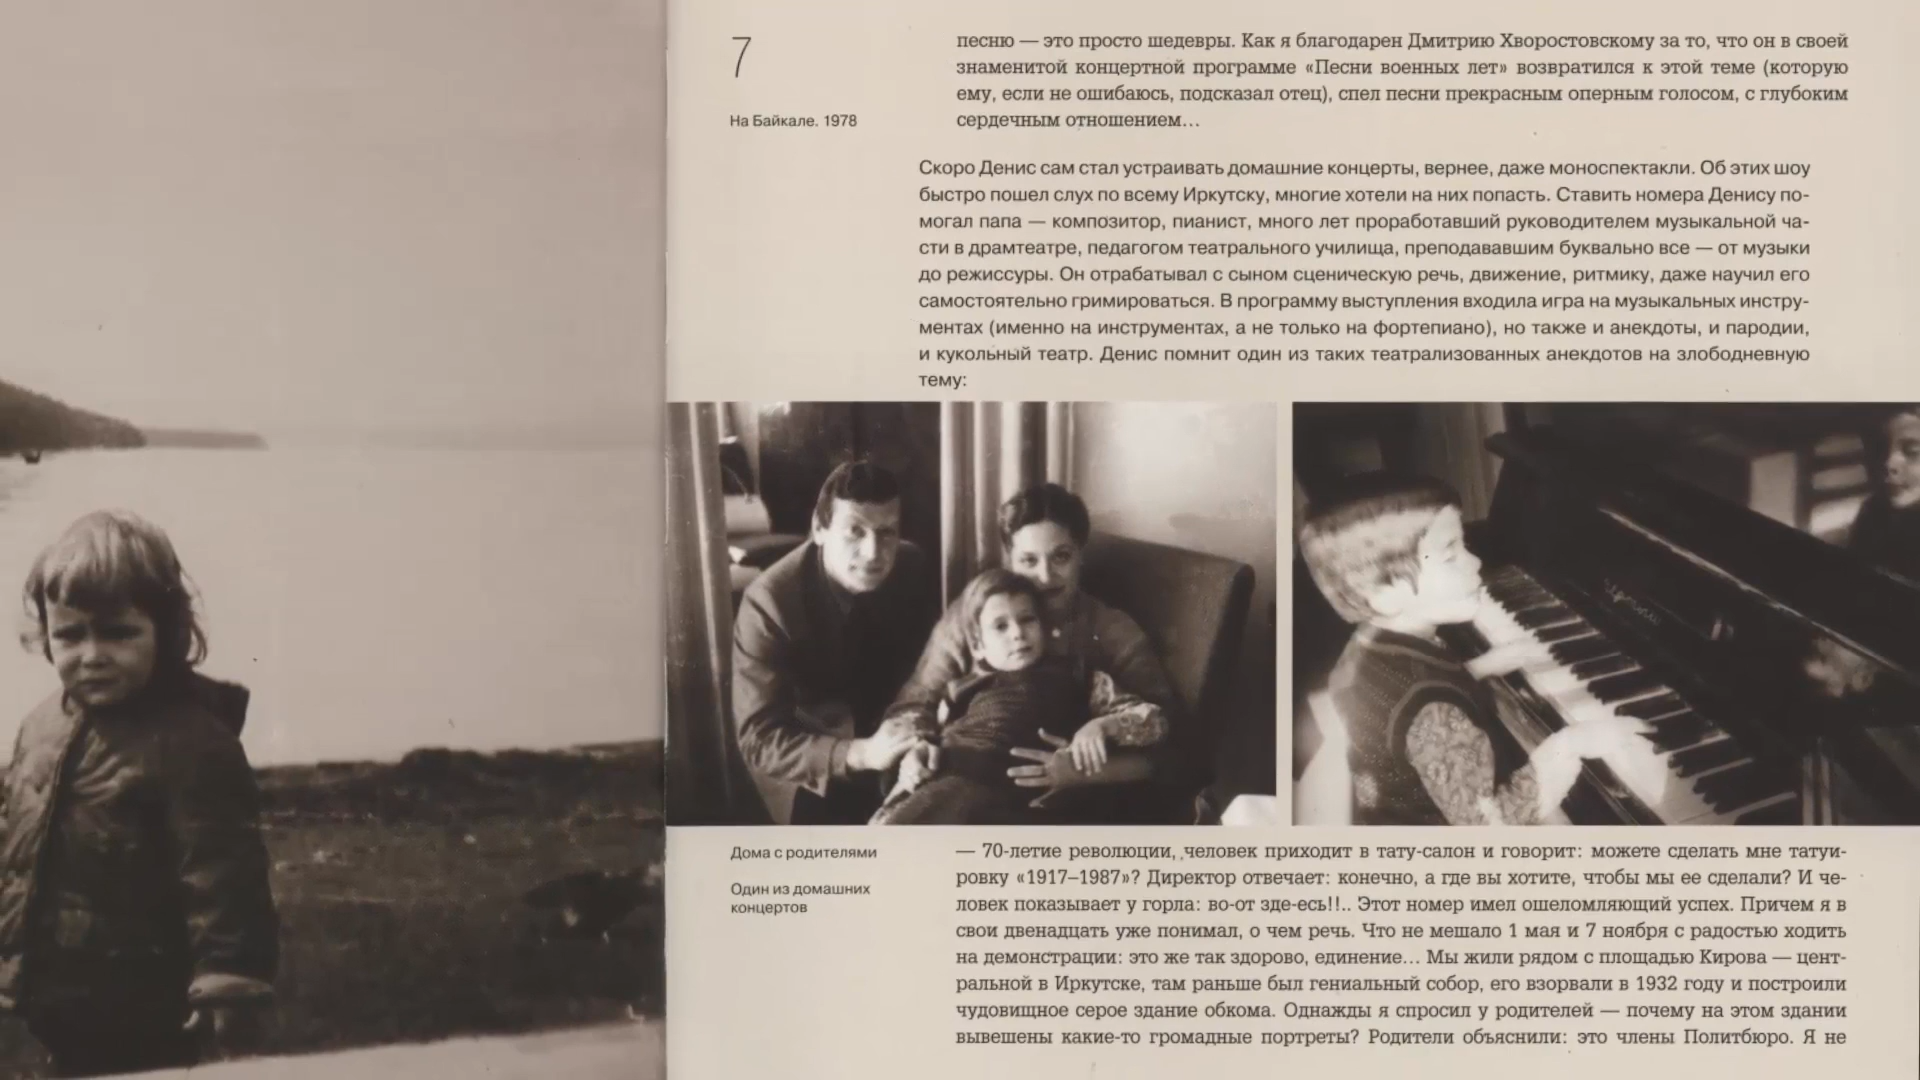 7
На Байкале. 1978
песню — это просто шедевры. Как я благодарен Дмитрию Хворостовскому за то, что он в своей
знаменитой концертной программе «Песни военных лет» возвратился к этой теме (которую
ему, если не ошибаюсь, подсказал отец), спел песни прекрасным оперным голосом, с глубоким
сердечным отношением…
Скоро Денис сам стал устраивать домашние концерты, вернее, даже моноспектакли. Об этих шоу
быстро пошел слух по всему Иркутску, многие хотели на них попасть. Ставить номера Денису по-
могал папа — композитор, пианист, много лет проработавший руководителем музыкальной ча-
сти в драмтеатре, педагогом театрального училища, преподававшим буквально все — от музыки
до режиссуры. Он отрабатывал с сыном сценическую речь, движение, ритмику, даже научил его
самостоятельно гримироваться. В программу выступления входила игра на музыкальных инстру-
ментах (именно на инструментах, а не только на фортепиано), но также и анекдоты, и пародии,
и кукольный театр. Денис помнит один из таких театрализованных анекдотов на злободневную
тему:
Дома с родителями
Один из домашних
концертов
— 70-летие революции, человек приходит в тату-салон и говорит: можете сделать мне татуи-
ровку «1917–1987»? Директор отвечает: конечно, а где вы хотите, чтобы мы ее сделали? И че-
ловек показывает у горла: во-от зде-есь!!.. Этот номер имел ошеломляющий успех. Причем я в
свои двенадцать уже понимал, о чем речь. Что не мешало 1 мая и 7 ноября с радостью ходить
на демонстрации: это же так здорово, единение… Мы жили рядом с площадью Кирова — цент-
ральной в Иркутске, там раньше был гениальный собор, его взорвали в 1932 году и построили
чудовищное серое здание обкома. Однажды я спросил у родителей — почему на этом здании
вывешены какие-то громадные портреты? Родители объяснили: это члены Политбюро. Я не